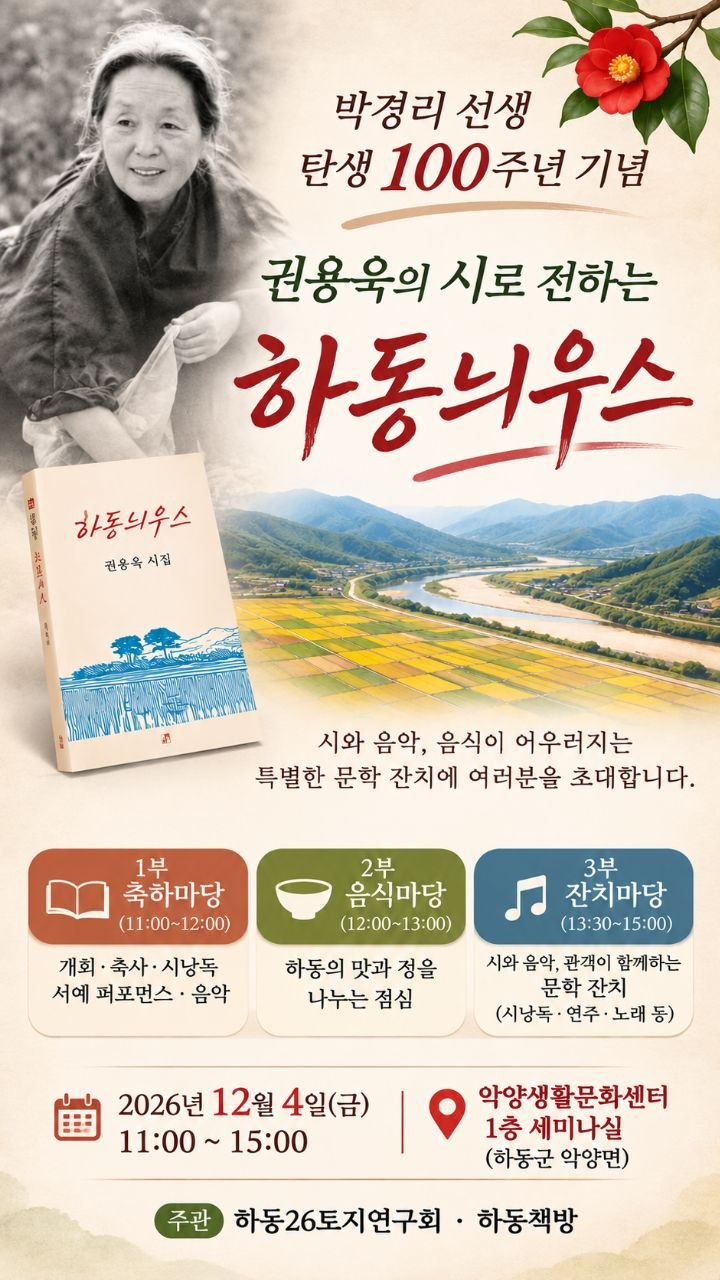 박경리 선생
탄생 100주년 기념
권용욱의 시로 전하는
하동늬우스
하동늬우스
권용옥 시집
시와 음악, 음식이 어우러지는
특별한 문학 잔치에 여러분을 초대합니다.
1부
축하마당
(11:00~12:00)
개회·축사·시낭독
서예 퍼포먼스·음악
2부
음식마당
(12:00~13:00)
하동의 맛과 정을
나누는 점심
3부
잔치마당
(13:30~15:00)
시와 음악, 관객이 함께하는
문학 잔치
(시낭독·연주·노래 등)
2026년 12월 4일(금)
11:00 ~ 15:00
악양생활문화센터
1층 세미나실
(하동군 악양면)
주관 하동26토지연구회 · 하동책방